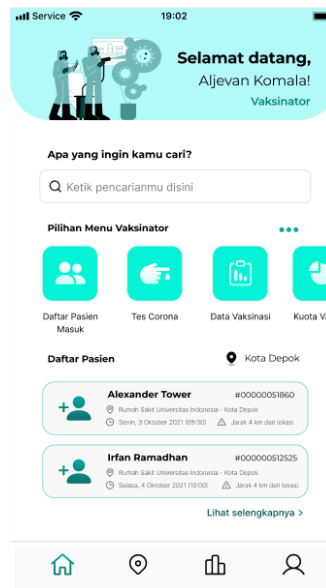 Service 19:02
Selamat datang,
Aljevan Komala!
Vaksinator
Apa yang ingin kamu cari?
Ketik pencarianmu disini
Pilihan Menu Vaksinator
Daftar Pasien Masuk
Tes Corona
Data Vaksinasi
Kuota Va
Daftar Pasien
Kota Depok
Alexander Tower #00000051860
Rumah Sakit Universitas Indonesia - Kota Depok
Senin, 3 Oktober 2021 (09:30) Jarak 4 km dari lokasi
Irfan Ramadhan #000000512525
Rumah Sakit Universitas Indonesia - Kota Depok
Selasa, 4 Oktober 2021 (10:00) Jarak 4 km dari lokasi
Lihat selengkapnya >